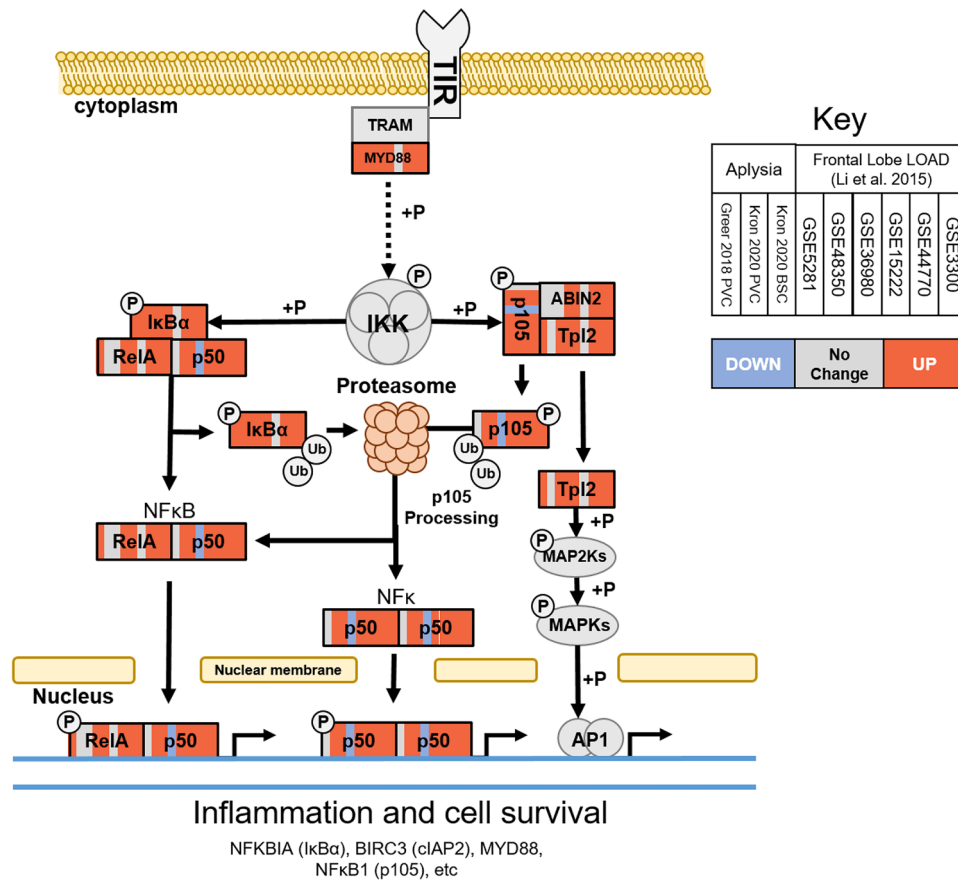 TIR
cytoplasm
TRAM
MYD88
+P
P
IKK
+P
+P
P
IκBα
RelA
p50
P
p105
ABIN2
Tpl2
Proteasome
P
IκBα
Ub
Ub
p105
P
Ub
Ub
p105
Processing
Tpl2
+P
P
MAP2Ks
+P
P
MAPKs
+P
NFκB
RelA
p50
NFκ
p50
p50
Nuclear membrane
Nucleus
P
RelA
p50
P
p50
p50
AP1
Inflammation and cell survival
NFKBIA (IκBα), BIRC3 (cIAP2), MYD88,
NFκB1 (p105), etc
Key
Aplysia
Frontal Lobe LOAD
(Li et al. 2015)
Greer 2018 PVC
Kron 2020 PVC
Kron 2020 BSC
GSE5281
GSE48350
GSE36980
GSE15222
GSE44770
GSE3300
DOWN
No
Change
UP